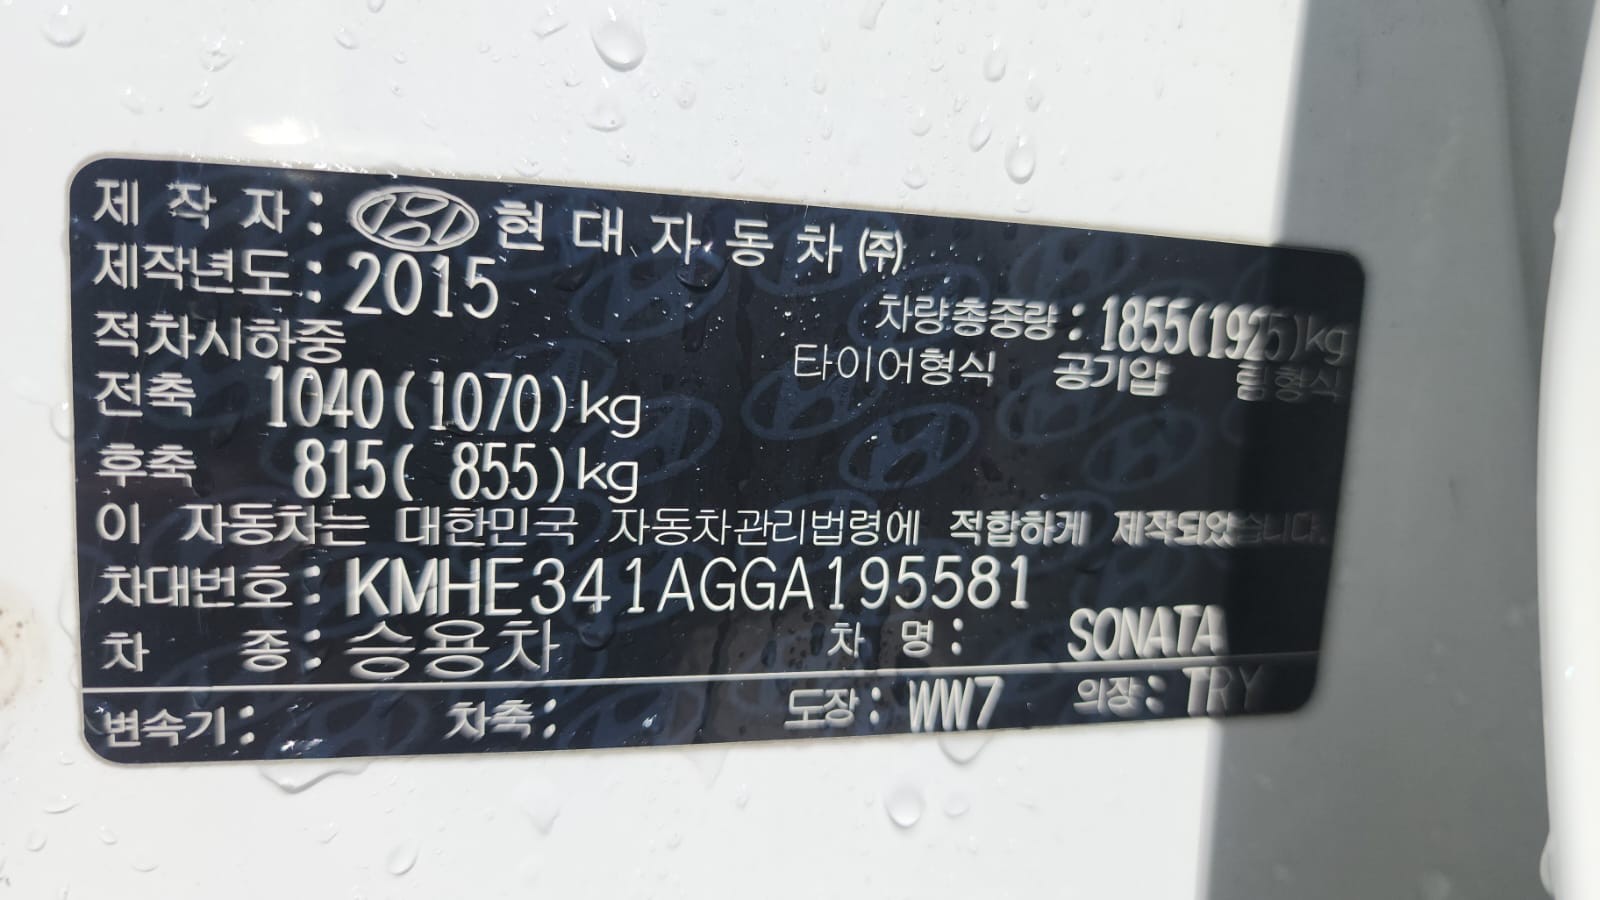 제 작 자 : 현 대 자 동 차 (주)
제작년도 : 2015
차량총중량 : 1855(1925)kg
적차시하중
타이어형식 공기압 림형식
전축 1040(1070)kg
후축 815( 855)kg
이 자동차는 대한민국 자동차관리법령에 적합하게 제작되었습니다.
차대번호 : KMHE341AGGA195581
차 종 : 승용차 차 명 : SONATA
변속기 : 차축 : 도장 : WW7 외장 : TRY